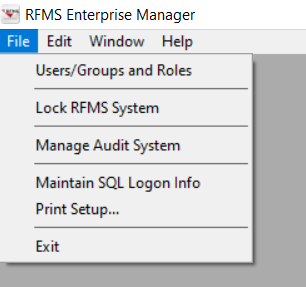 RFMS Enterprise Manager
File Edit Window Help
Users/Groups and Roles
Lock RFMS System
Manage Audit System
Maintain SQL Logon Info
Print Setup...
Exit